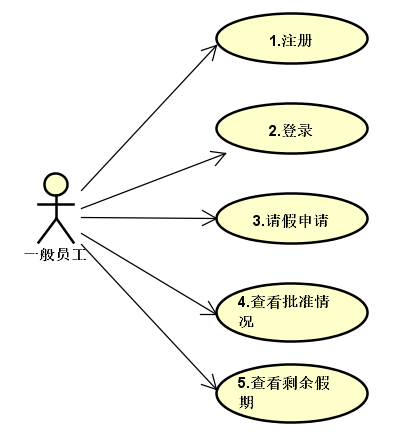 1.注册
2.登录
3.请假申请
一般员工
4.查看批准情
况
5.查看剩余假
期